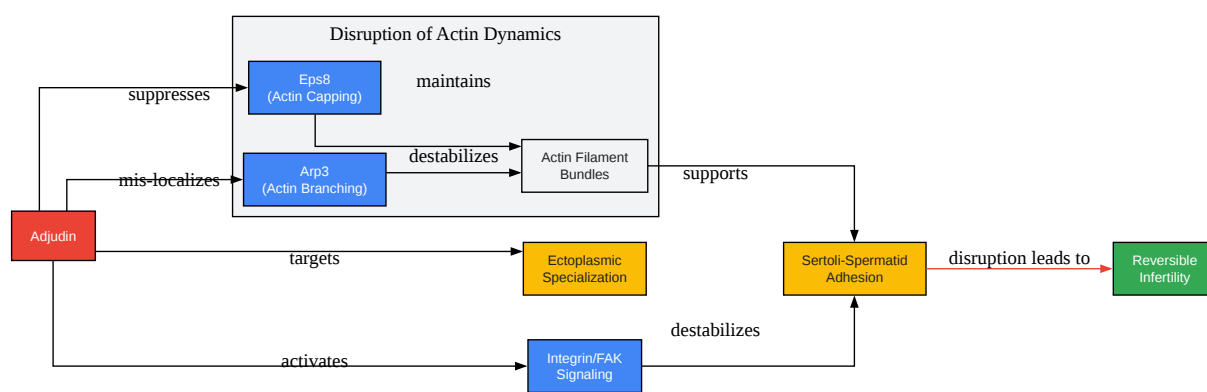 Disruption of Actin Dynamics
Eps8
(Actin Capping)
maintains
suppresses
destabilizes
Actin Filament
Bundles
Arp3
(Actin Branching)
mis-localizes
supports
Adjudin
targets
Ectoplasmic
Specialization
Sertoli-Spermatid
Adhesion
disruption leads to
Reversible
Infertility
destabilizes
activates
Integrin/FAK
Signaling